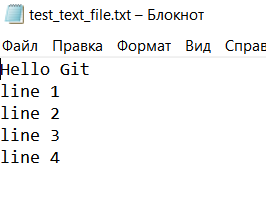 test_text_file.txt – Блокнот
Файл Правка Формат Вид Справ
Hello Git
line 1
line 2
line 3
line 4